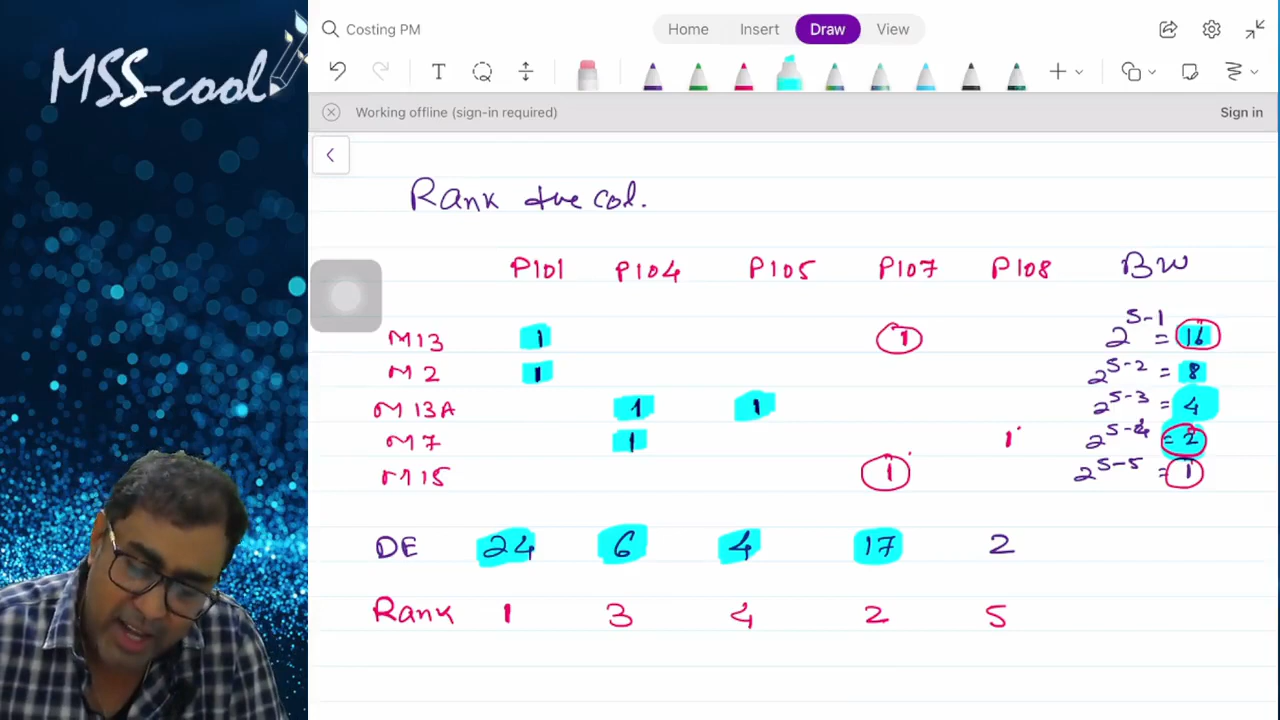 MSS-cool
Costing PM
Home Insert Draw View
Working offline (sign-in required) Sign in
Rank the col.
P101 P104 P105 P107 P108 BW
M13 1 1 2^5-1 = 16
M2 1 2^5-2 = 8
M13A 1 1 2^5-3 = 4
M7 1 1 2^5-4 = 2
M15 1 2^5-5 = 1
DE 24 6 4 17 2
Rank 1 3 4 2 5